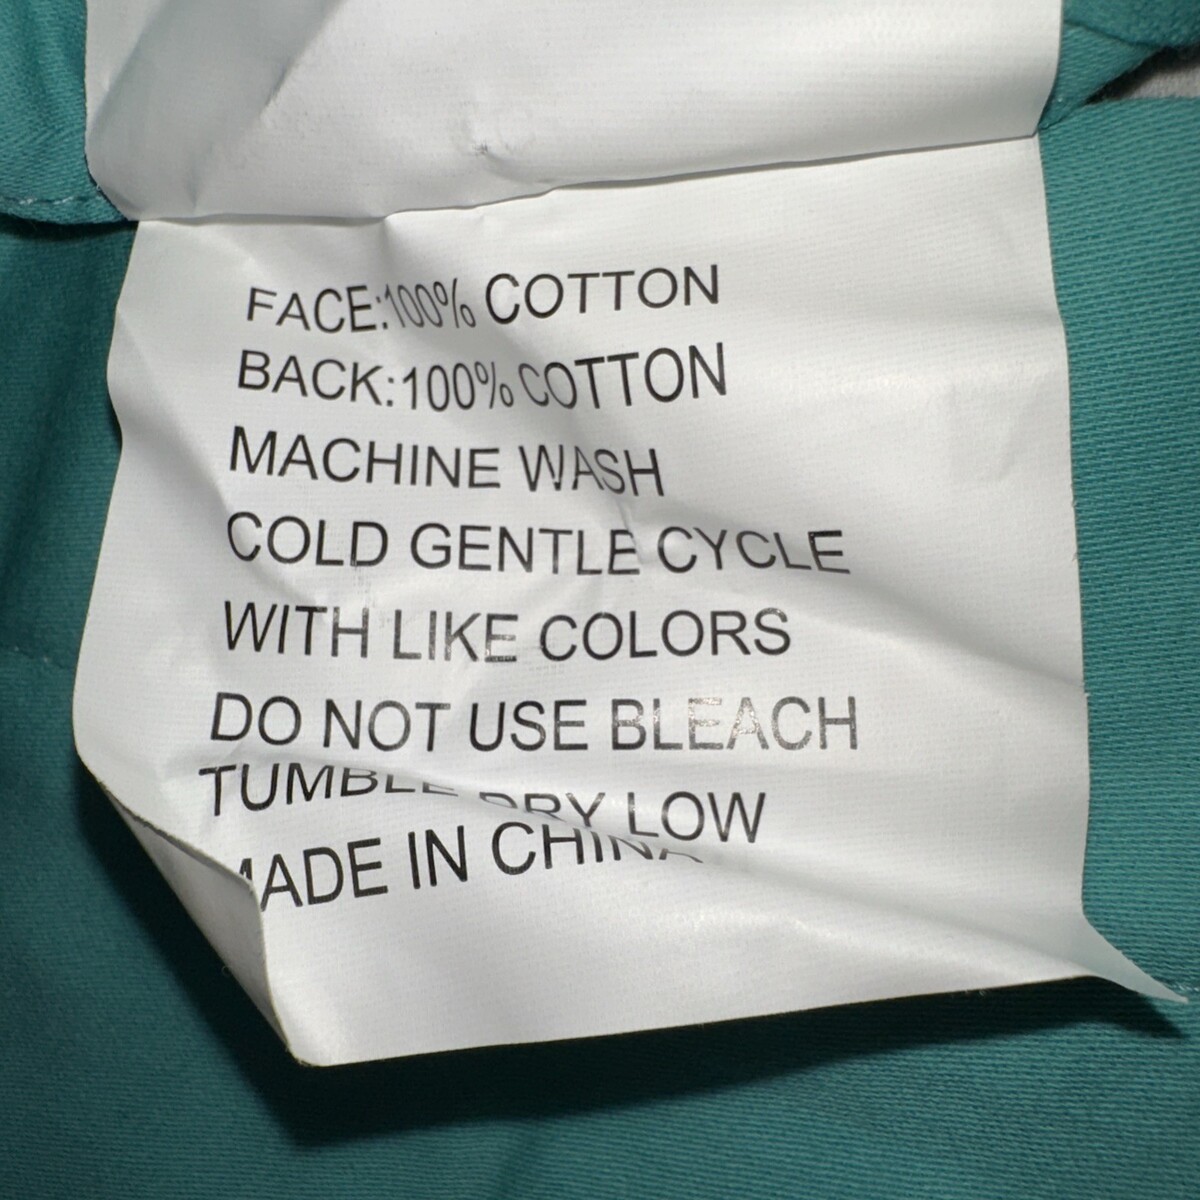 FACE:100% COTTON
BACK:100% COTTON
MACHINE WASH
COLD GENTLE CYCLE
WITH LIKE COLORS
DO NOT USE BLEACH
TUMBLE DRY LOW
MADE IN CHINA